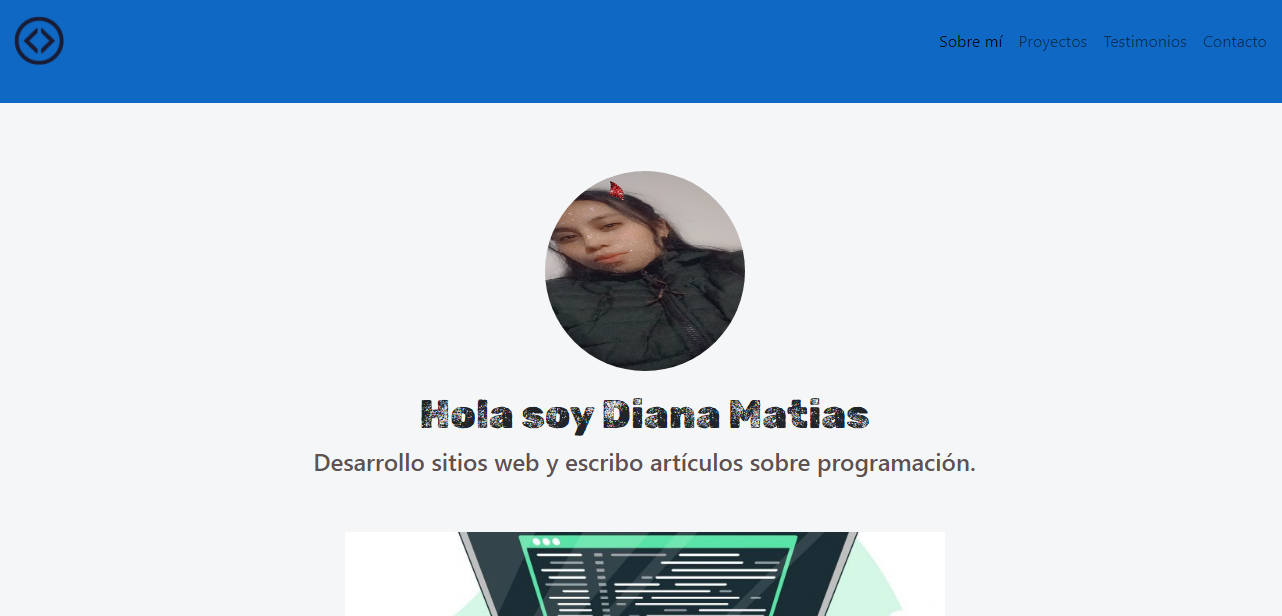 Sobre mí Proyectos Testimonios Contacto
Hola soy Diana Matias
Desarrollo sitios web y escribo artículos sobre programación.